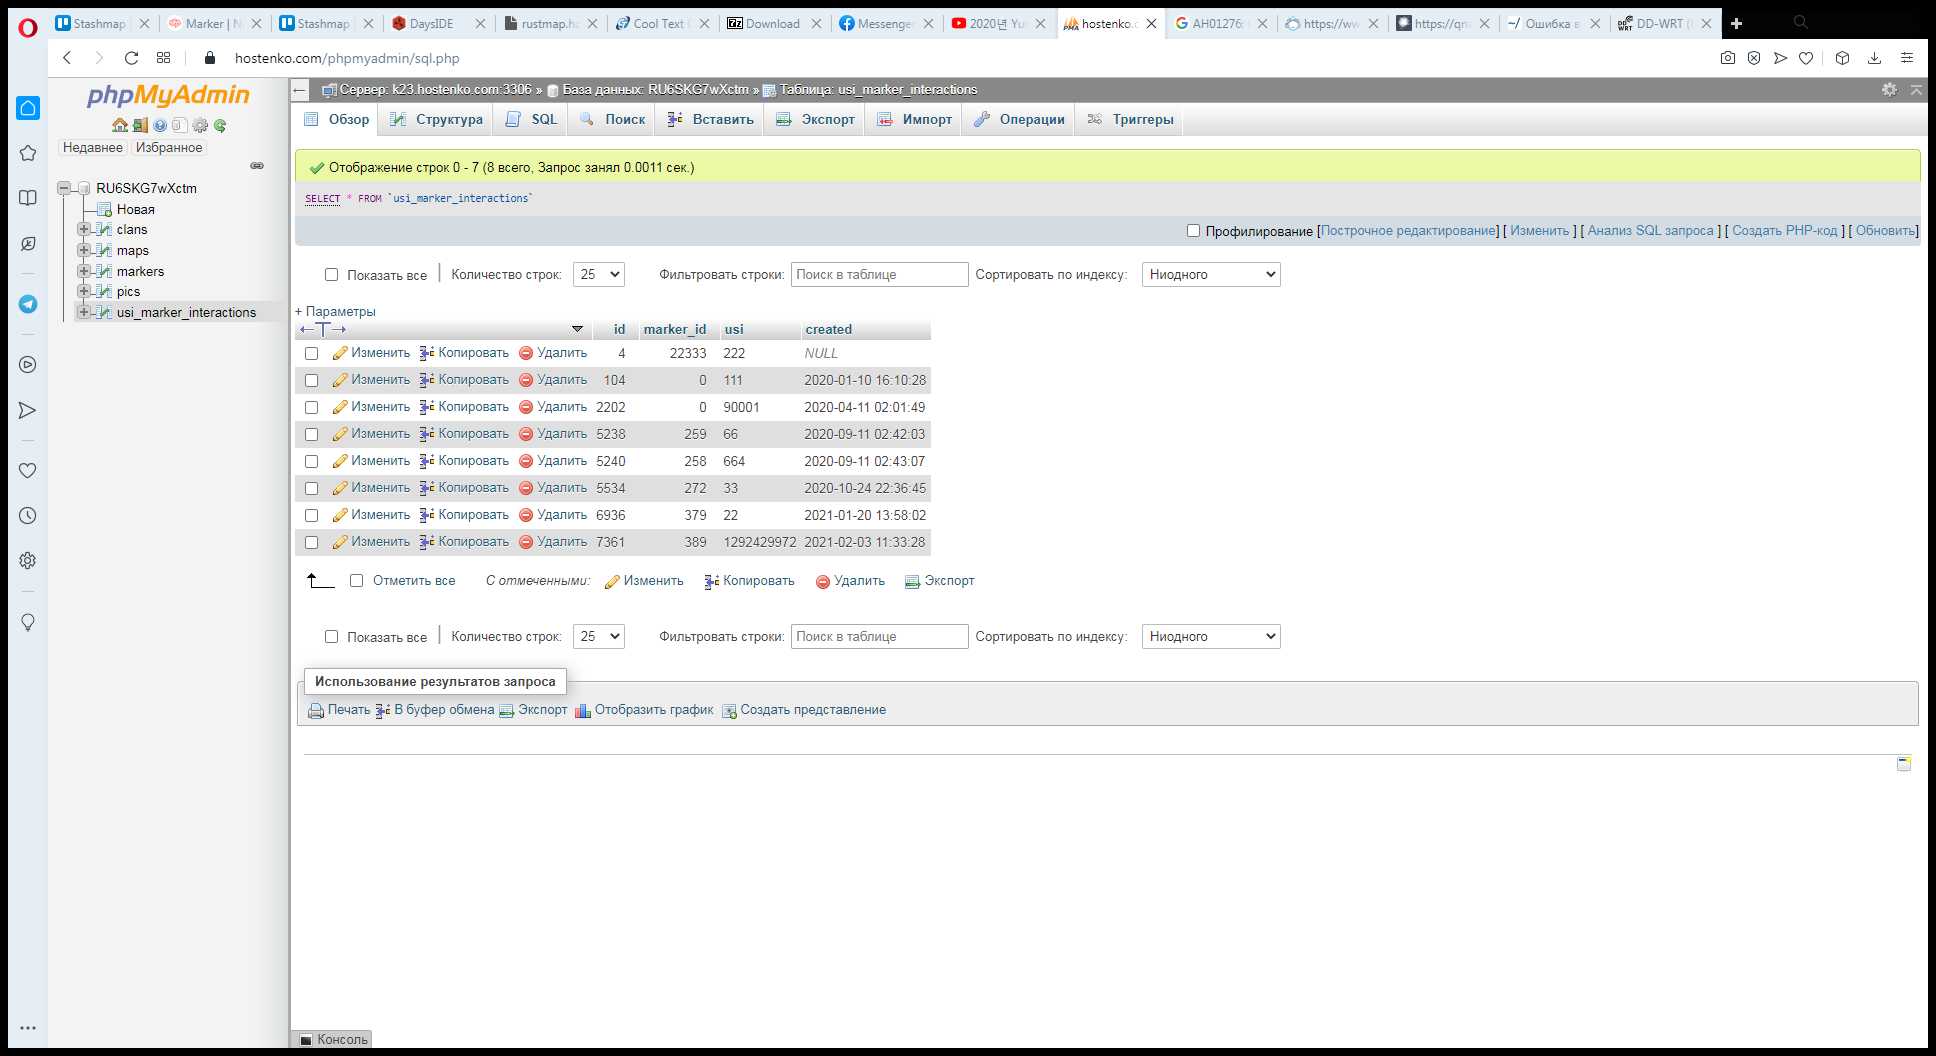 Stashmap
Marker | N
Stashmap
DaysIDE
rustmap.ho
Cool Text
Download
Messenger
2020년 Yu
hostenko.c
AH01276:
https://ww
https://qn
Ошибка в
DD-WRT (
hostenko.com/phpmyadmin/sql.php
phpMyAdmin
Недавнее Избранное
RU6SKG7wXctm
Новая
clans
maps
markers
pics
usi_marker_interactions
Сервер: k23.hostenko.com:3306 » База данных: RU6SKG7wXctm » Таблица: usi_marker_interactions
Обзор Структура SQL Поиск Вставить Экспорт Импорт Операции Триггеры
Отображение строк 0 - 7 (8 всего, Запрос занял 0.0011 сек.)
SELECT * FROM `usi_marker_interactions`
Профилирование [Построчное редактирование] [ Изменить ] [ Анализ SQL запроса ] [ Создать PHP-код ] [ Обновить]
Показать все | Количество строк: 25 Фильтровать строки: Поиск в таблице Сортировать по индексу: Ниодного
+ Параметры
←T→ id marker_id usi created
Изменить Копировать Удалить 4 22333 222 NULL
Изменить Копировать Удалить 104 0 111 2020-01-10 16:10:28
Изменить Копировать Удалить 2202 0 90001 2020-04-11 02:01:49
Изменить Копировать Удалить 5238 259 66 2020-09-11 02:42:03
Изменить Копировать Удалить 5240 258 664 2020-09-11 02:43:07
Изменить Копировать Удалить 5534 272 33 2020-10-24 22:36:45
Изменить Копировать Удалить 6936 379 22 2021-01-20 13:58:02
Изменить Копировать Удалить 7361 389 1292429972 2021-02-03 11:33:28
Отметить все С отмеченными: Изменить Копировать Удалить Экспорт
Показать все | Количество строк: 25 Фильтровать строки: Поиск в таблице Сортировать по индексу: Ниодного
Использование результатов запроса
Печать В буфер обмена Экспорт Отобразить график Создать представление
Консоль